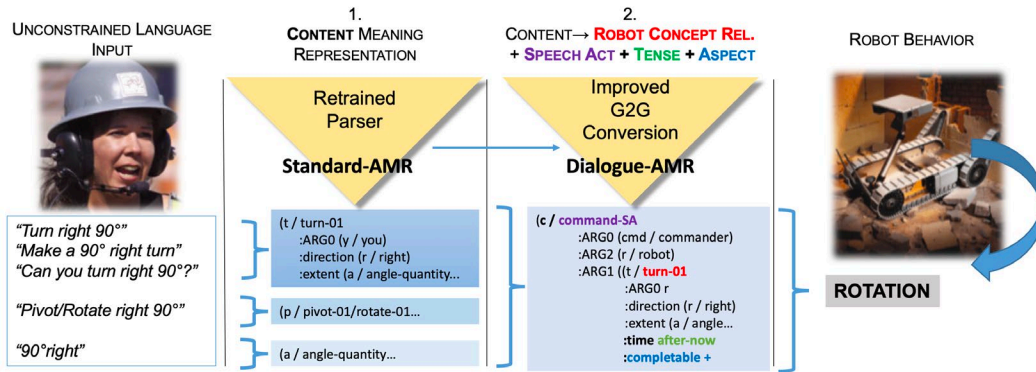 UNCONSTRAINED LANGUAGE
INPUT
"Turn right 90°"
"Make a 90° right turn"
"Can you turn right 90°?"
"Pivot/Rotate right 90°"
"90°right"
1.
CONTENT MEANING
REPRESENTATION
Retrained
Parser
Standard-AMR
(t / turn-01
:ARG0 (y / you)
:direction (r / right)
:extent (a / angle-quantity...
(p / pivot-01/rotate-01...
(a / angle-quantity...
2.
CONTENT→ ROBOT CONCEPT REL.
+ SPEECH ACT + TENSE + ASPECT
Improved
G2G
Conversion
Dialogue-AMR
(c / command-SA
:ARG0 (cmd / commander)
:ARG2 (r / robot)
:ARG1 ((t / turn-01
:ARG0 r
:direction (r / right)
:extent (a / angle...
:time after-now
:completable +
ROBOT BEHAVIOR
ROTATION